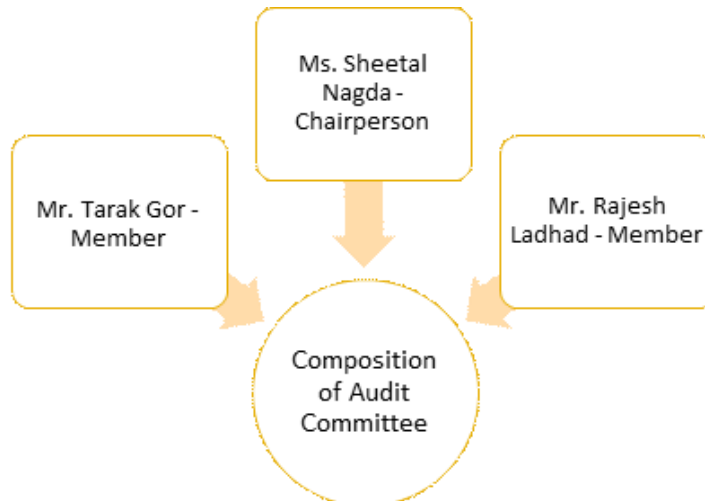 Ms. Sheetal
Nagda -
Chairperson
Mr. Tarak Gor -
Member
Mr. Rajesh
Ladhad - Member
Composition
of Audit
Committee